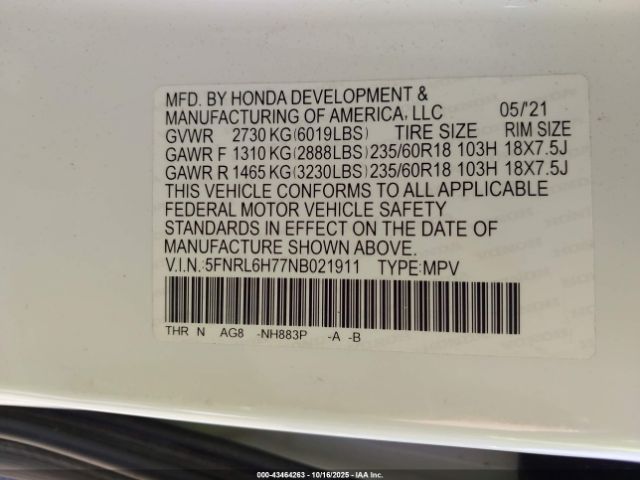 MFD. BY HONDA DEVELOPMENT &
MANUFACTURING OF AMERICA, LLC 05/'21
GVWR 2730 KG(6019LBS) TIRE SIZE RIM SIZE
GAWR F 1310 KG(2888LBS)235/60R18 103H 18X7.5J
GAWR R 1465 KG(3230LBS)235/60R18 103H 18X7.5J
THIS VEHICLE CONFORMS TO ALL APPLICABLE
FEDERAL MOTOR VEHICLE SAFETY
STANDARDS IN EFFECT ON THE DATE OF
MANUFACTURE SHOWN ABOVE.
V.I.N.:5FNRL6H77NB021911 TYPE:MPV
THR N AG8 -NH883P -A -B
000-43464263 - 10/16/2025 - IAA Inc.